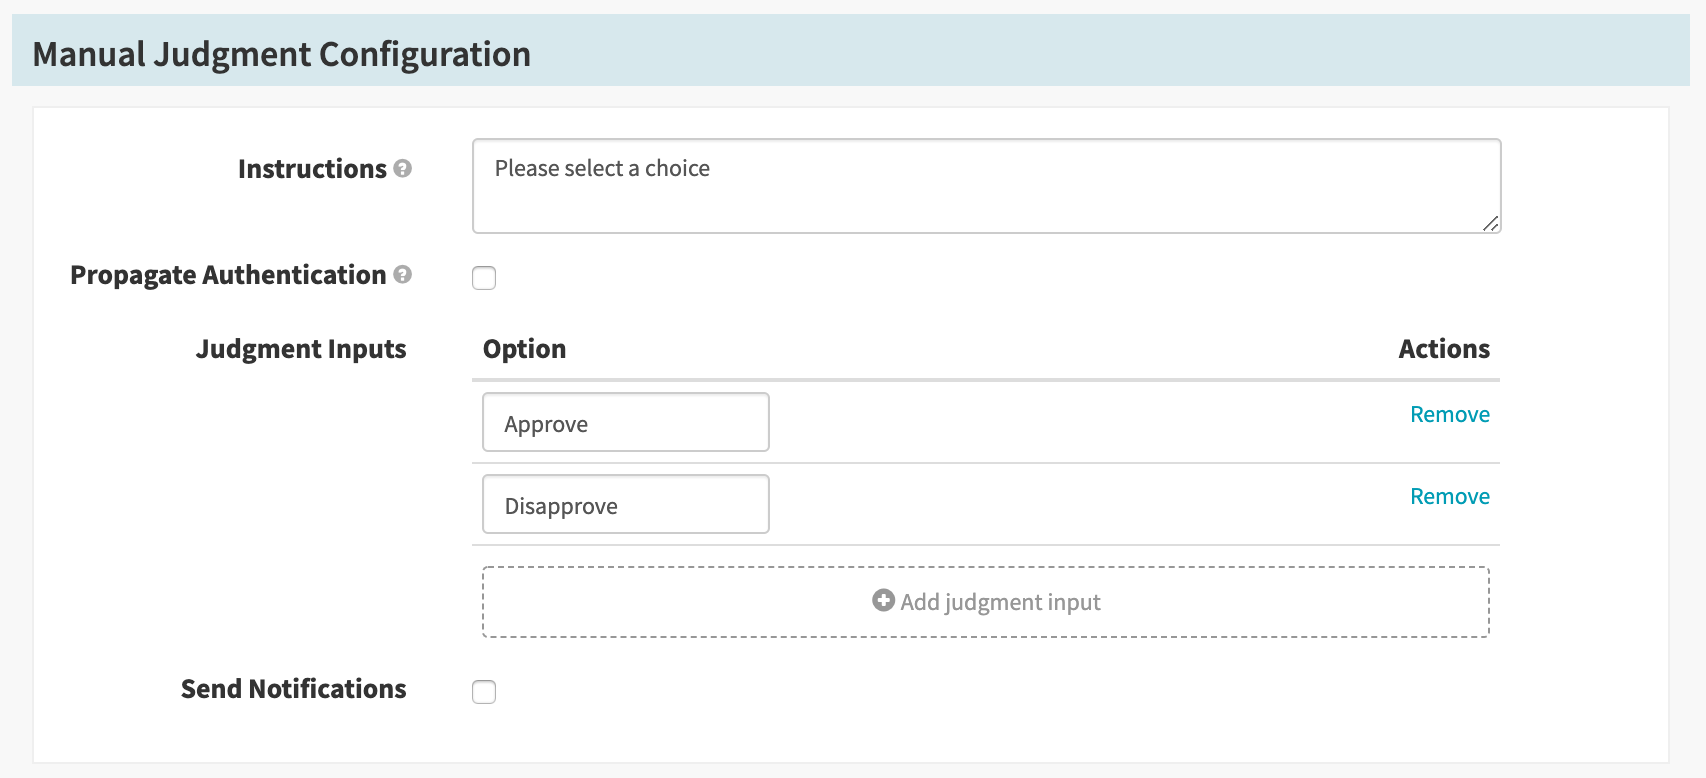 Manual Judgment Configuration
Instructions ?
Please select a choice
Propagate Authentication ?
Judgment Inputs
Option Actions
Approve Remove
Disapprove Remove
Add judgment input
Send Notifications